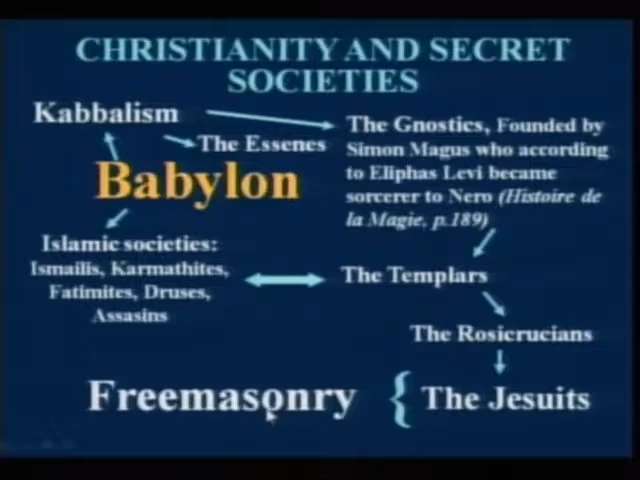 CHRISTIANITY AND SECRET
SOCIETIES
Kabbalism
The Essenes
The Gnostics, Founded by
Simon Magus who according
to Eliphas Levi became
sorcerer to Nero (Histoire de
la Magie, p.189)
Babylon
Islamic societies:
Ismailis, Karmathites,
Fatimites, Druses,
Assasins
The Templars
The Rosicrucians
Freemasonry { The Jesuits